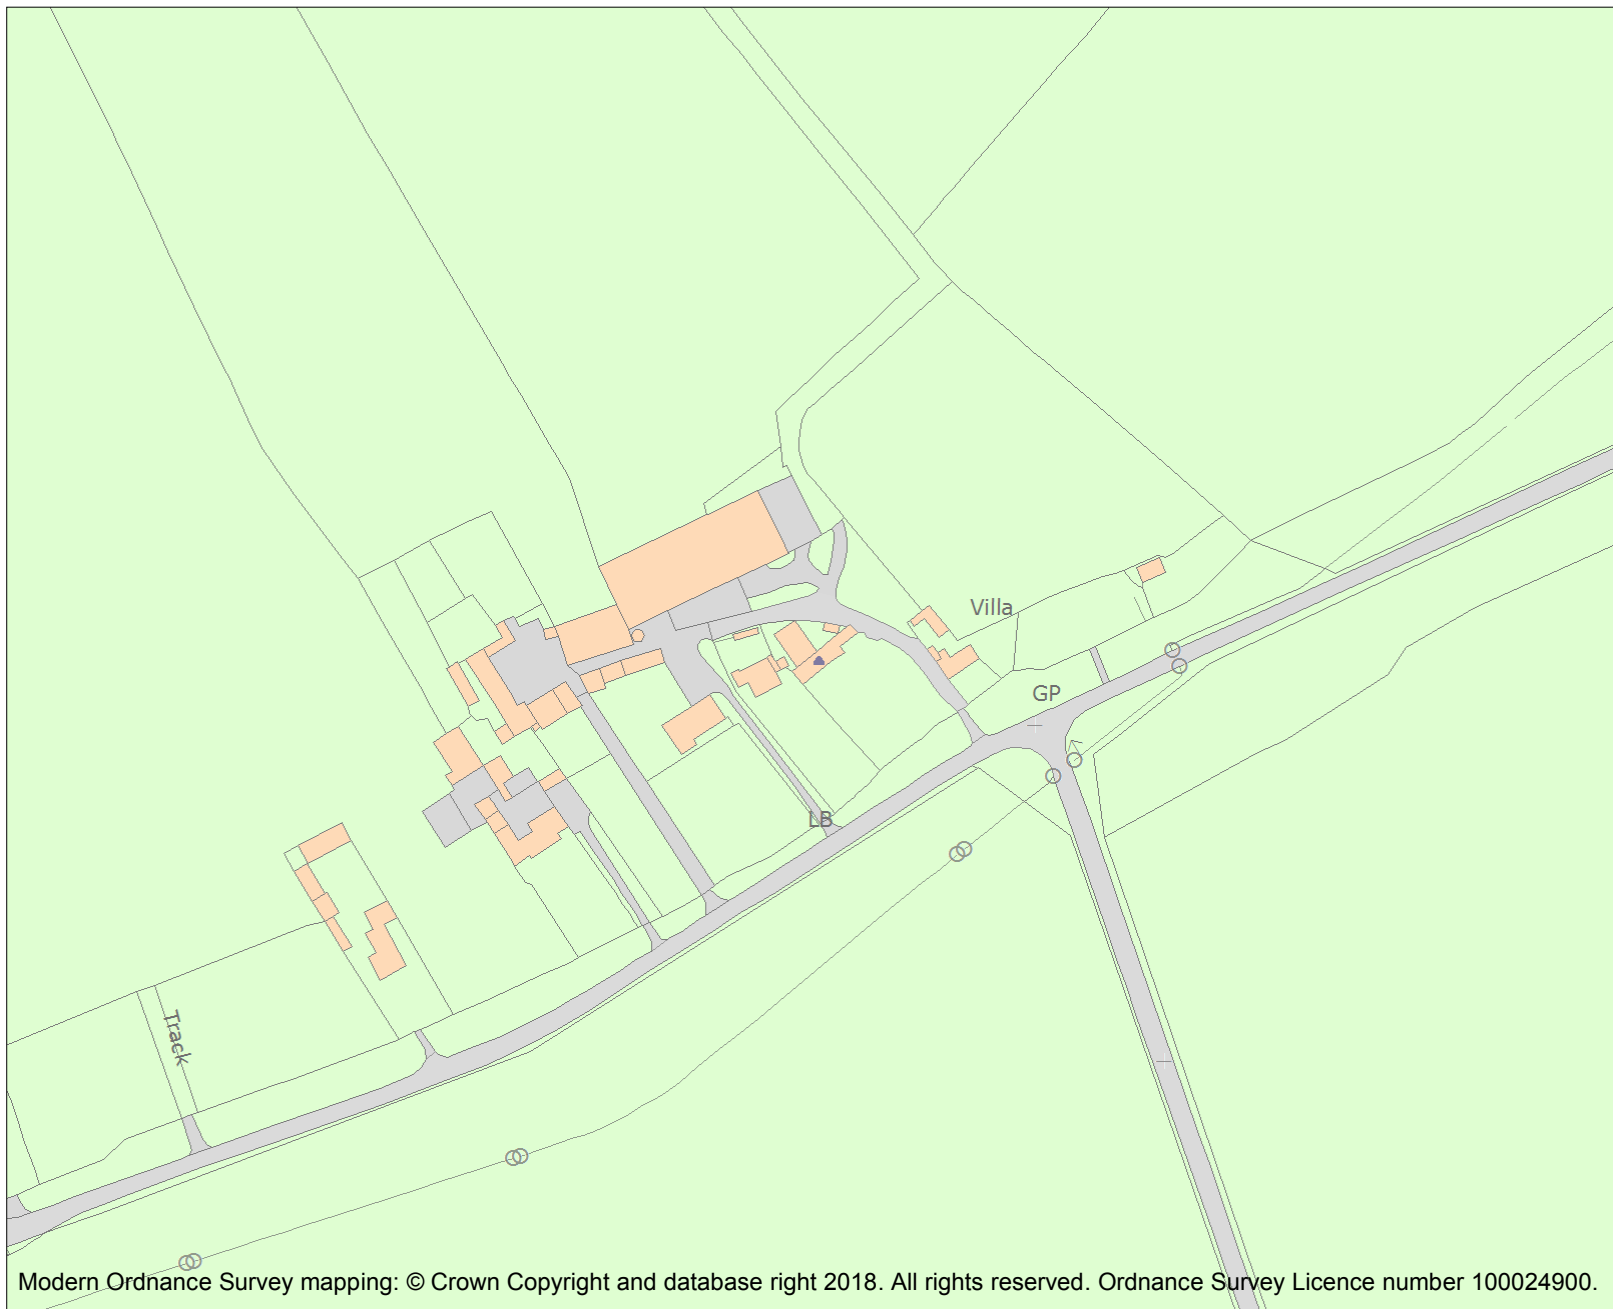 Villa
GP
LB
Track
Modern Ordnance Survey mapping: © Crown Copyright and database right 2018. All rights reserved. Ordnance Survey Licence number 100024900.